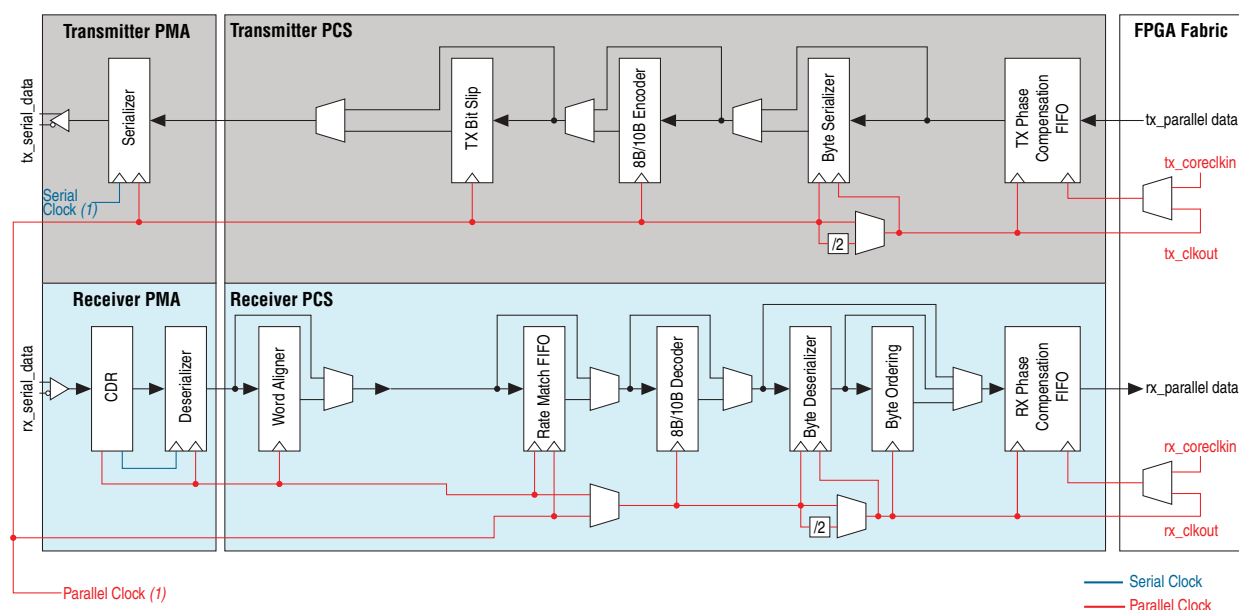 Transmitter PMA
Transmitter PCS
FPGA Fabric
tx_serial_data
Serializer
TX Bit Slip
8B/10B Encoder
Byte Serializer
TX Phase
Compensation
FIFO
tx_parallel data
tx_coreclkin
Serial
Clock (1)
/2
tx_clkout
Receiver PMA
Receiver PCS
rx_serial_data
CDR
Deserializer
Word Aligner
Rate Match FIFO
8B/10B Decoder
Byte Deserializer
Byte Ordering
RX Phase
Compensation
FIFO
rx_parallel data
rx_coreclkin
/2
rx_clkout
Parallel Clock (1)
Serial Clock
Parallel Clock